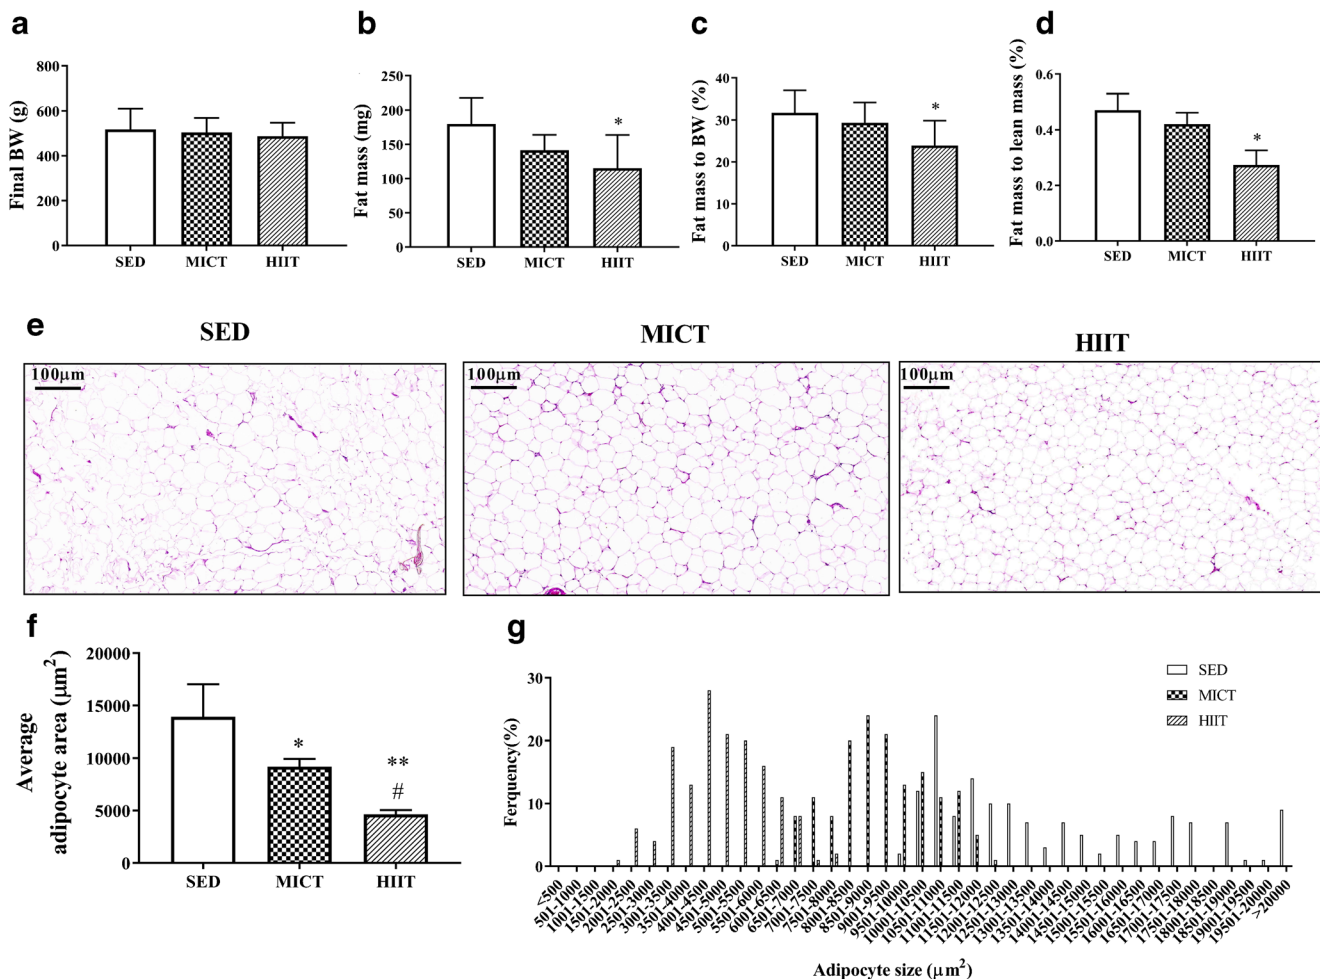 a
Final BW (g)
800
600
400
200
0
SED MICT HIIT
b
Fat mass (mg)
250
200
150
100
50
0
*
SED MICT HIIT
c
Fat mass to BW (%)
40
30
20
10
0
*
SED MICT HIIT
d
Fat mass to lean mass (%)
0.6
0.4
0.2
0.0
*
SED MICT HIIT
e
SED
MICT
HIIT
100μm
100μm
100μm
f
Average
adipocyte area (μm²)
20000
15000
10000
5000
0
*
**
#
SED MICT HIIT
g
Ferquency(%)
30
20
10
0
SED
MICT
HIIT
<500
501-1000
1001-1500
1501-2000
2001-2500
2501-3000
3001-3500
3501-4000
4001-4500
4501-5000
5001-5500
5501-6000
6001-6500
6501-7000
7001-7500
7501-8000
8001-8500
8501-9000
9001-9500
9501-10000
10001-10500
10501-11000
11001-11500
11501-12000
12001-12500
12501-13000
13001-13500
13501-14000
14001-14500
14501-15000
15001-15500
15501-16000
16001-16500
16501-17000
17001-17500
17501-18000
18001-18500
18501-19000
19001-19500
19501-20000
>20000
Adipocyte size (μm²)